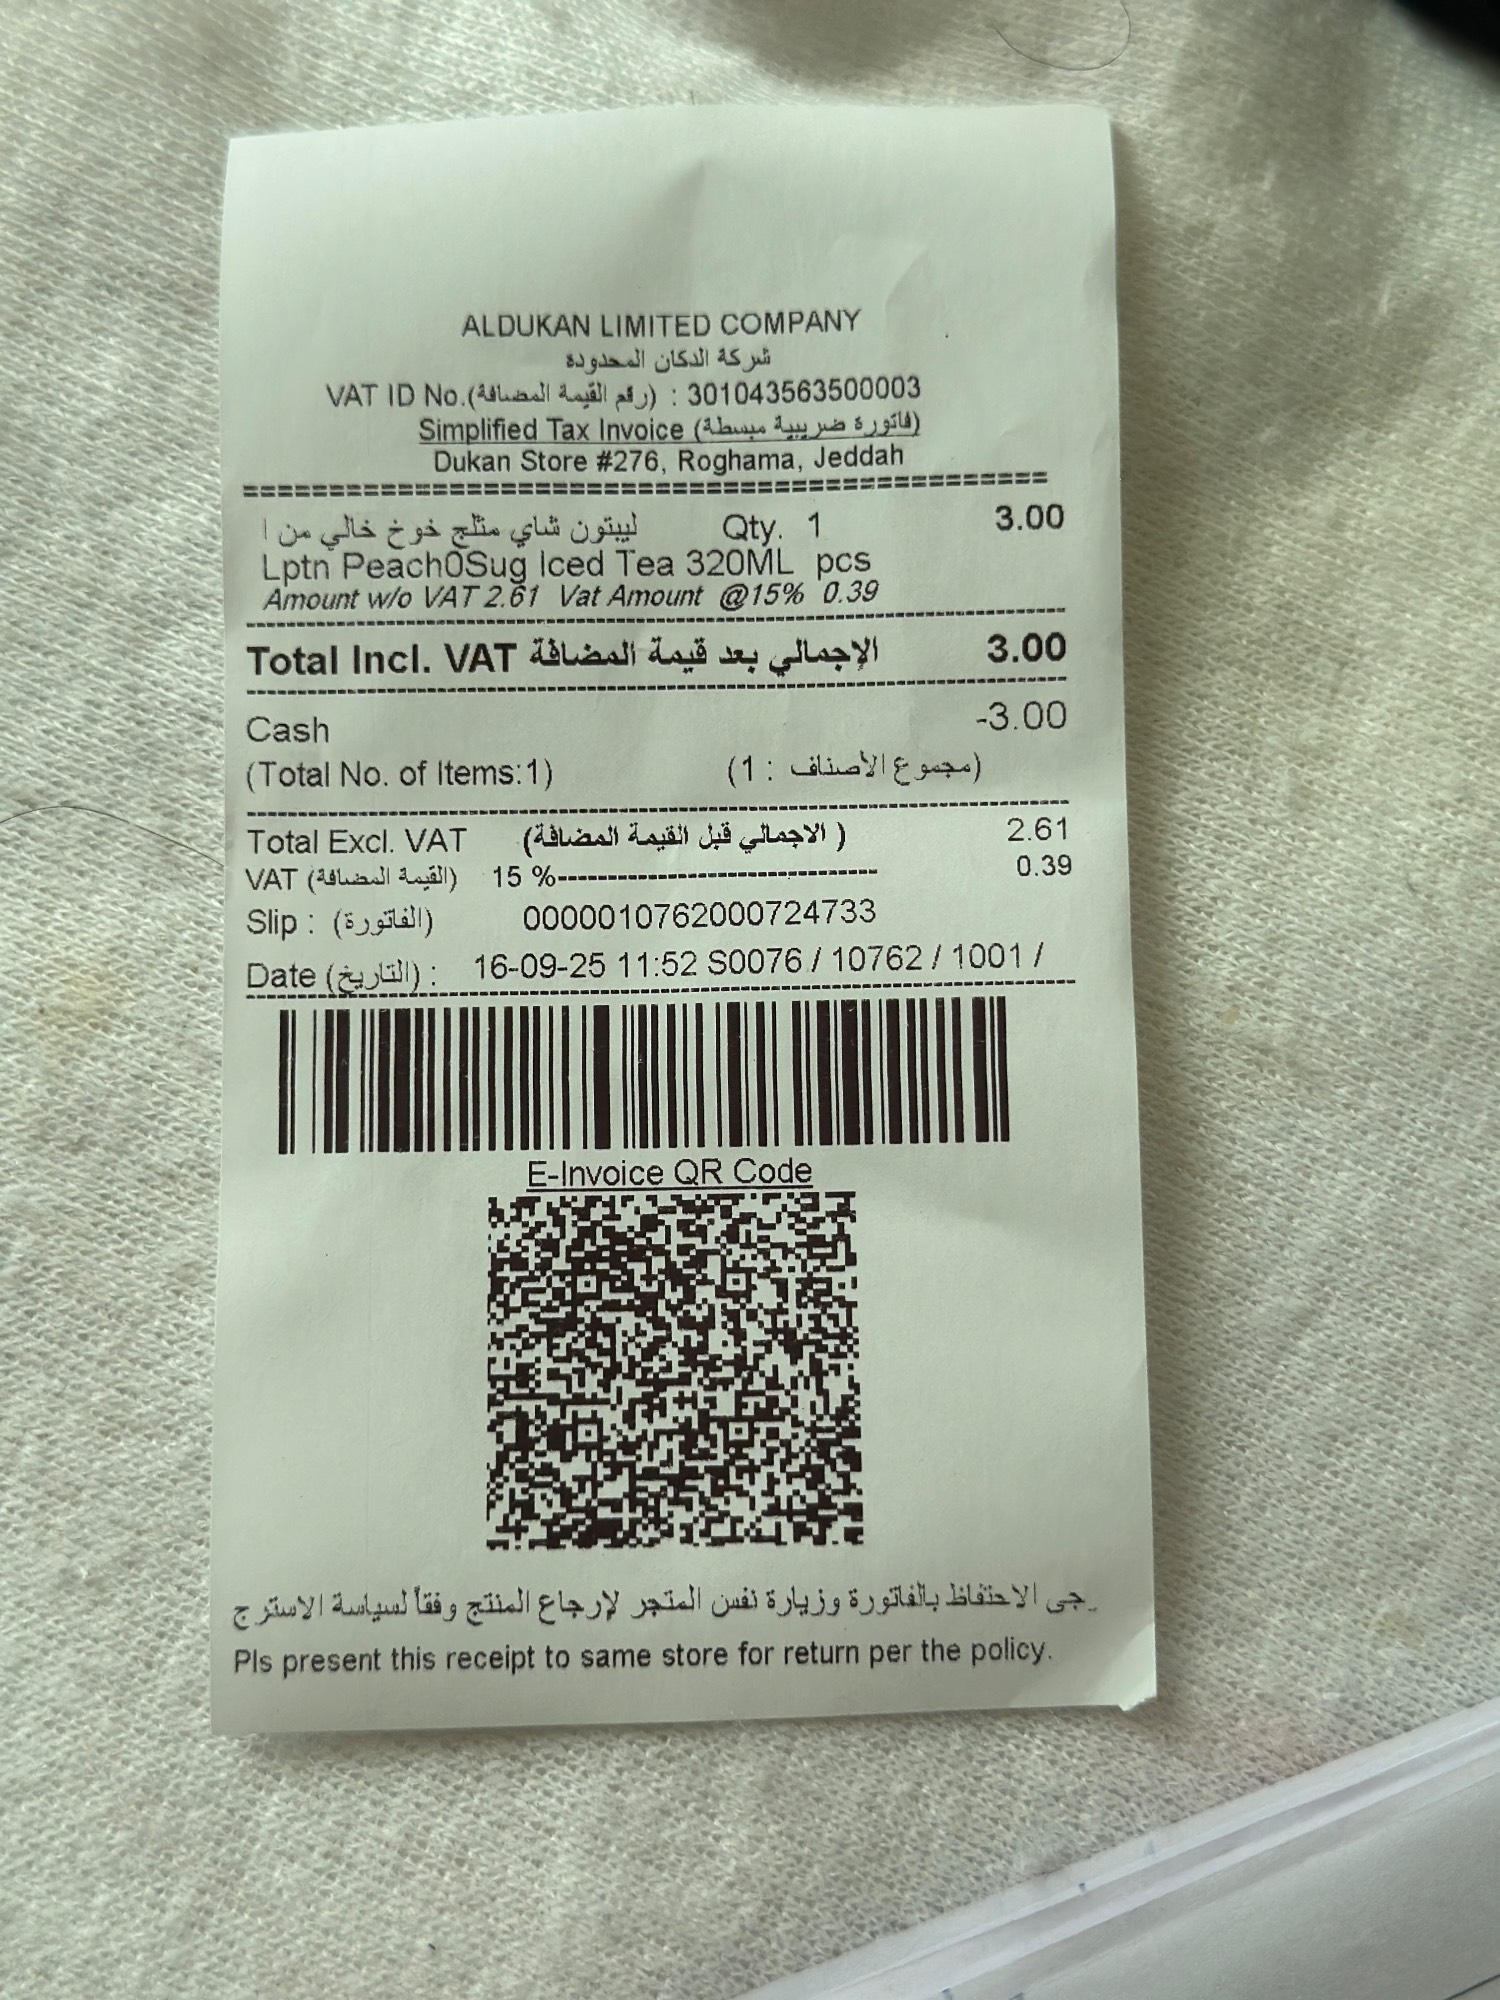 ALDUKAN LIMITED COMPANY
شركة الدكان المحدودة
VAT ID No.(رقم القيمة المضافة) : 301043563500003
Simplified Tax Invoice (فاتورة ضريبية مبسطة)
Dukan Store #276, Roghama, Jeddah
ليبتون شاي مثلج خوخ خالي من ا Qty. 1 3.00
Lptn Peach0Sug Iced Tea 320ML pcs
Amount w/o VAT 2.61 Vat Amount @15% 0.39
Total Incl. VAT الإجمالي بعد قيمة المضافة 3.00
Cash -3.00
(Total No. of Items:1) (مجموع الأصناف : 1)
Total Excl. VAT (الاجمالي قبل القيمة المضافة ) 2.61
VAT (القيمة المضافة) 15 %-------------------------------- 0.39
Slip : (الفاتورة) 0000010762000724733
Date (التاريخ) : 16-09-25 11:52 S0076 / 10762 / 1001 /
E-Invoice QR Code
رجى الاحتفاظ بالفاتورة وزيارة نفس المتجر لإرجاع المنتج وفقاً لسياسة الاسترج
Pls present this receipt to same store for return per the policy.